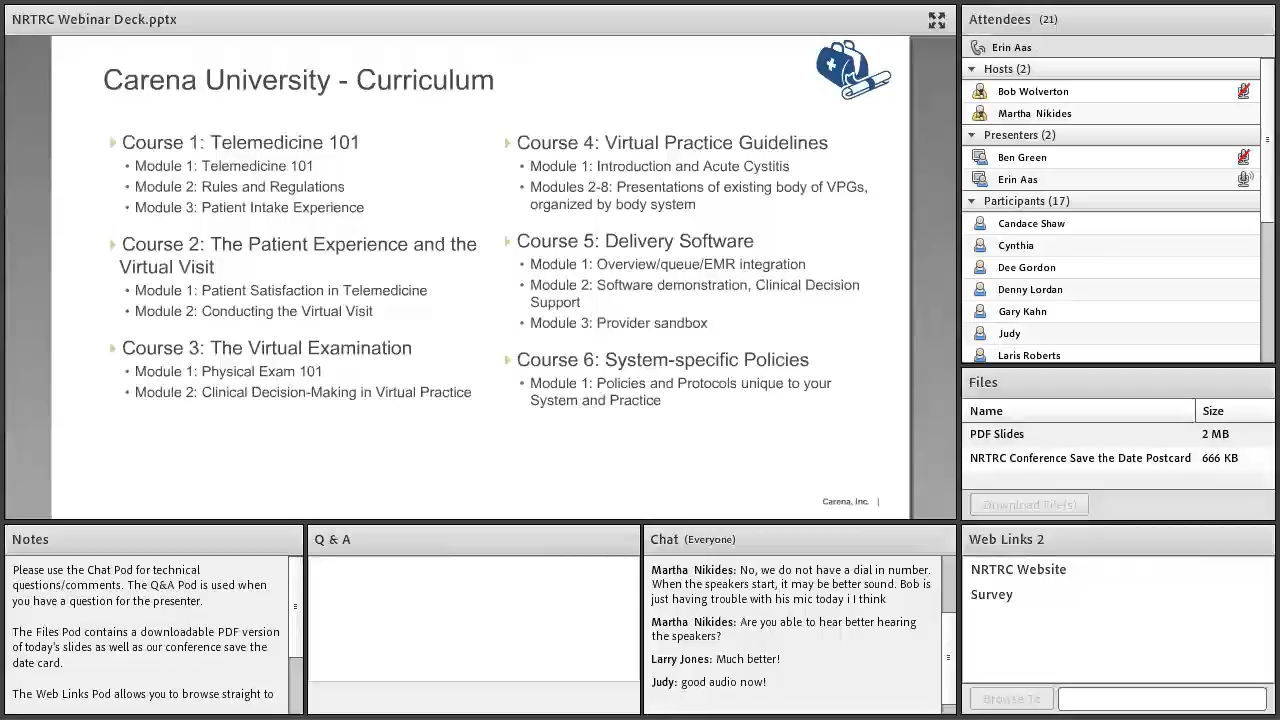 NRTRC Webinar Deck.pptx
Carena University - Curriculum
Course 1: Telemedicine 101
• Module 1: Telemedicine 101
• Module 2: Rules and Regulations
• Module 3: Patient Intake Experience
Course 2: The Patient Experience and the
Virtual Visit
• Module 1: Patient Satisfaction in Telemedicine
• Module 2: Conducting the Virtual Visit
Course 3: The Virtual Examination
• Module 1: Physical Exam 101
• Module 2: Clinical Decision-Making in Virtual Practice
Course 4: Virtual Practice Guidelines
• Module 1: Introduction and Acute Cystitis
• Modules 2-8: Presentations of existing body of VPGs,
organized by body system
Course 5: Delivery Software
• Module 1: Overview/queue/EMR integration
• Module 2: Software demonstration, Clinical Decision
Support
• Module 3: Provider sandbox
Course 6: System-specific Policies
• Module 1: Policies and Protocols unique to your
System and Practice
Carena, Inc. |
Attendees (21)
Erin Aas
Hosts (2)
Bob Wolverton
Martha Nikides
Presenters (2)
Ben Green
Erin Aas
Participants (17)
Candace Shaw
Cynthia
Dee Gordon
Denny Lordan
Gary Kahn
Judy
Laris Roberts
Files
Name Size
PDF Slides 2 MB
NRTRC Conference Save the Date Postcard 666 KB
Download File(s)
Notes
Please use the Chat Pod for technical
questions/comments. The Q&A Pod is used when
you have a question for the presenter.
The Files Pod contains a downloadable PDF version
of today's slides as well as our conference save the
date card.
The Web Links Pod allows you to browse straight to
Q & A
Chat (Everyone)
Martha Nikides: No, we do not have a dial in number.
When the speakers start, it may be better sound. Bob is
just having trouble with his mic today i I think
Martha Nikides: Are you able to hear better hearing
the speakers?
Larry Jones: Much better!
Judy: good audio now!
Web Links 2
NRTRC Website
Survey
Browse To